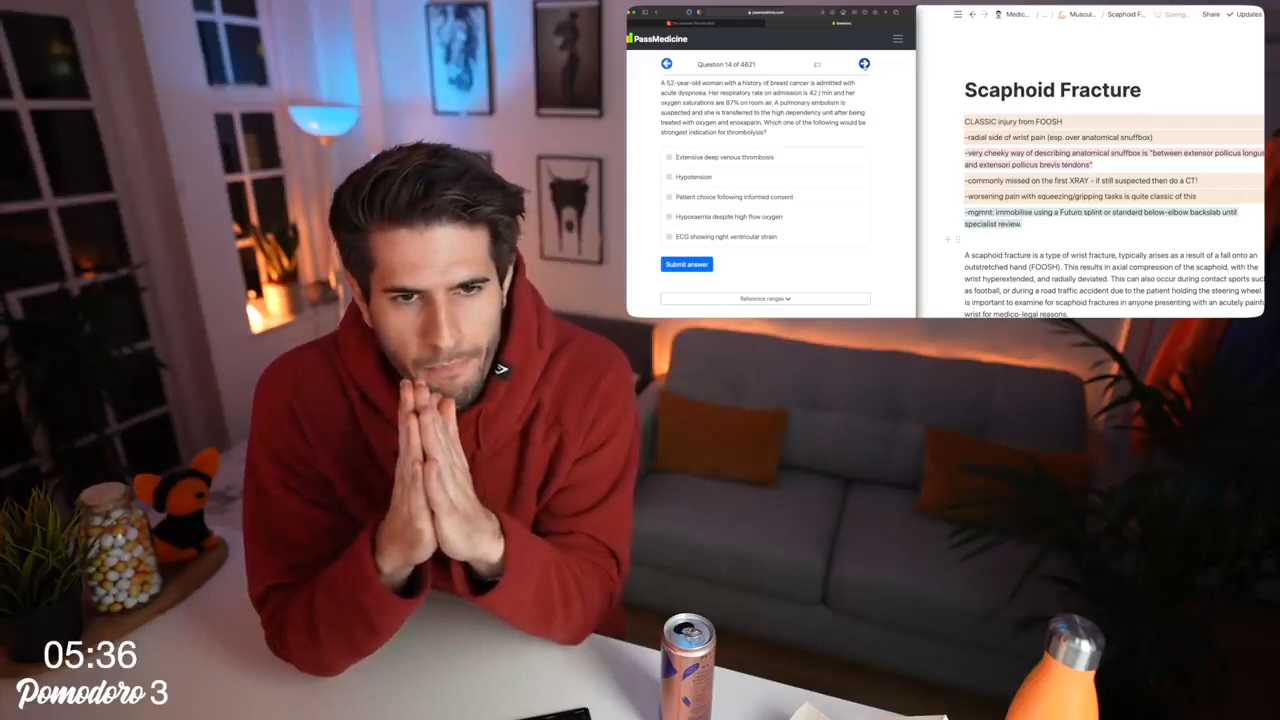 passmedicine.com
Questions
PassMedicine
Question 14 of 4621
A 52-year-old woman with a history of breast cancer is admitted with
acute dyspnoea. Her respiratory rate on admission is 42 / min and her
oxygen saturations are 87% on room air. A pulmonary embolism is
suspected and she is transferred to the high dependency unit after being
treated with oxygen and enoxaparin. Which one of the following would be
strongest indication for thrombolysis?
Extensive deep venous thrombosis
Hypotension
Patient choice following informed consent
Hypoxaemia despite high flow oxygen
ECG showing right ventricular strain
Submit answer
Reference ranges
Medic... / ... / Muscul... / Scaphoid F... Saving... Share Updates
Scaphoid Fracture
CLASSIC injury from FOOSH
-radial side of wrist pain (esp. over anatomical snuffbox)
-very cheeky way of describing anatomical snuffbox is "between extensor pollicus longus
and extensori pollicus brevis tendons"
-commonly missed on the first XRAY - if still suspected then do a CT!
-worsening pain with squeezing/gripping tasks is quite classic of this
-mgmnt: immobilise using a Futuro splint or standard below-elbow backslab until
specialist review.
A scaphoid fracture is a type of wrist fracture, typically arises as a result of a fall onto an
outstretched hand (FOOSH). This results in axial compression of the scaphoid, with the
wrist hyperextended, and radially deviated. This can also occur during contact sports such
as football, or during a road traffic accident due to the patient holding the steering wheel.
is important to examine for scaphoid fractures in anyone presenting with an acutely painfu
wrist for medico-legal reasons.
05:36
Pomodoro 3